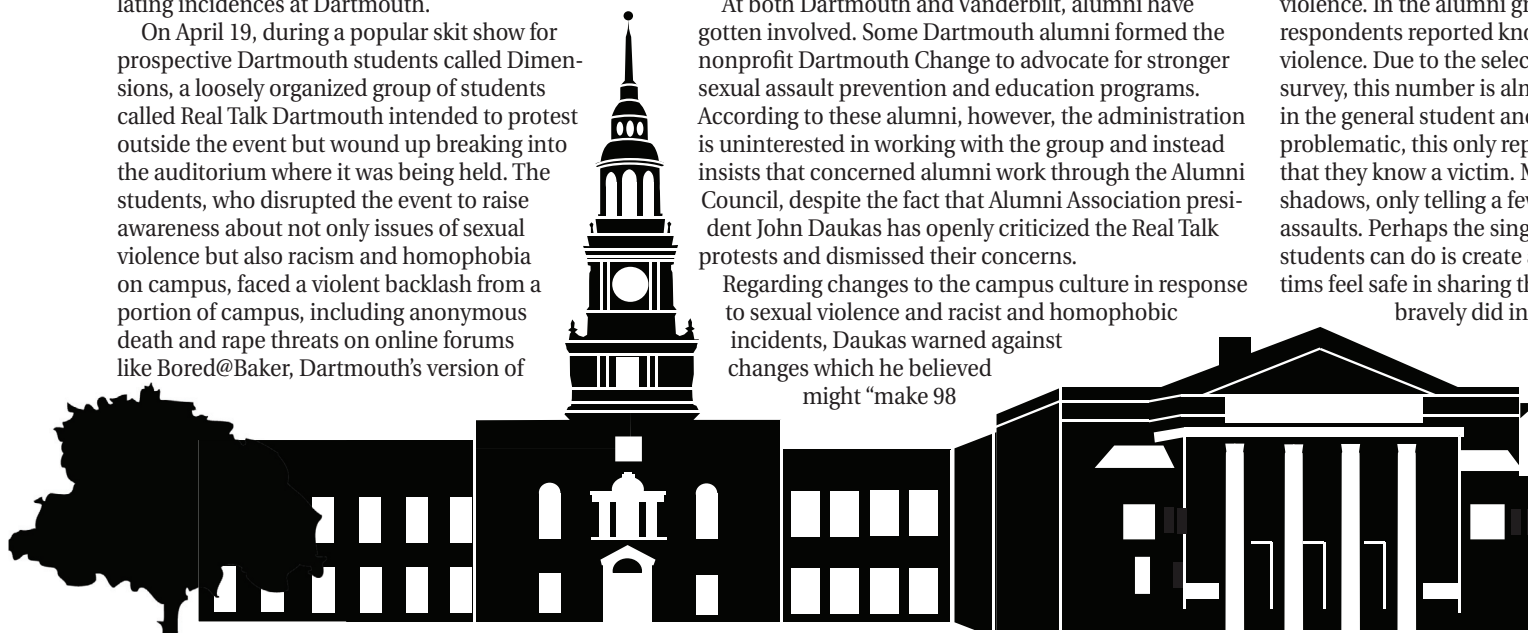 lating incidences at Dartmouth.
On April 19, during a popular skit show for
prospective Dartmouth students called Dimen-
sions, a loosely organized group of students
called Real Talk Dartmouth intended to protest
outside the event but wound up breaking into
the auditorium where it was being held. The
students, who disrupted the event to raise
awareness about not only issues of sexual
violence but also racism and homophobia
on campus, faced a violent backlash from a
portion of campus, including anonymous
death and rape threats on online forums
like Bored@Baker, Dartmouth’s version of
At both Dartmouth and Vanderbilt, alumni have
gotten involved. Some Dartmouth alumni formed the
nonprofit Dartmouth Change to advocate for stronger
sexual assault prevention and education programs.
According to these alumni, however, the administration
is uninterested in working with the group and instead
insists that concerned alumni work through the Alumni
Council, despite the fact that Alumni Association presi-
dent John Daukas has openly criticized the Real Talk
protests and dismissed their concerns.
Regarding changes to the campus culture in response
to sexual violence and racist and homophobic
incidents, Daukas warned against
changes which he believed
might “make 98
violence. In the alumni
respondents reported
violence. Due to the
survey, this number is
in the general student
problematic, this only
that they know a victim.
shadows, only telling a
assaults. Perhaps the
students can do is create
tims feel safe in sharing
bravely did in